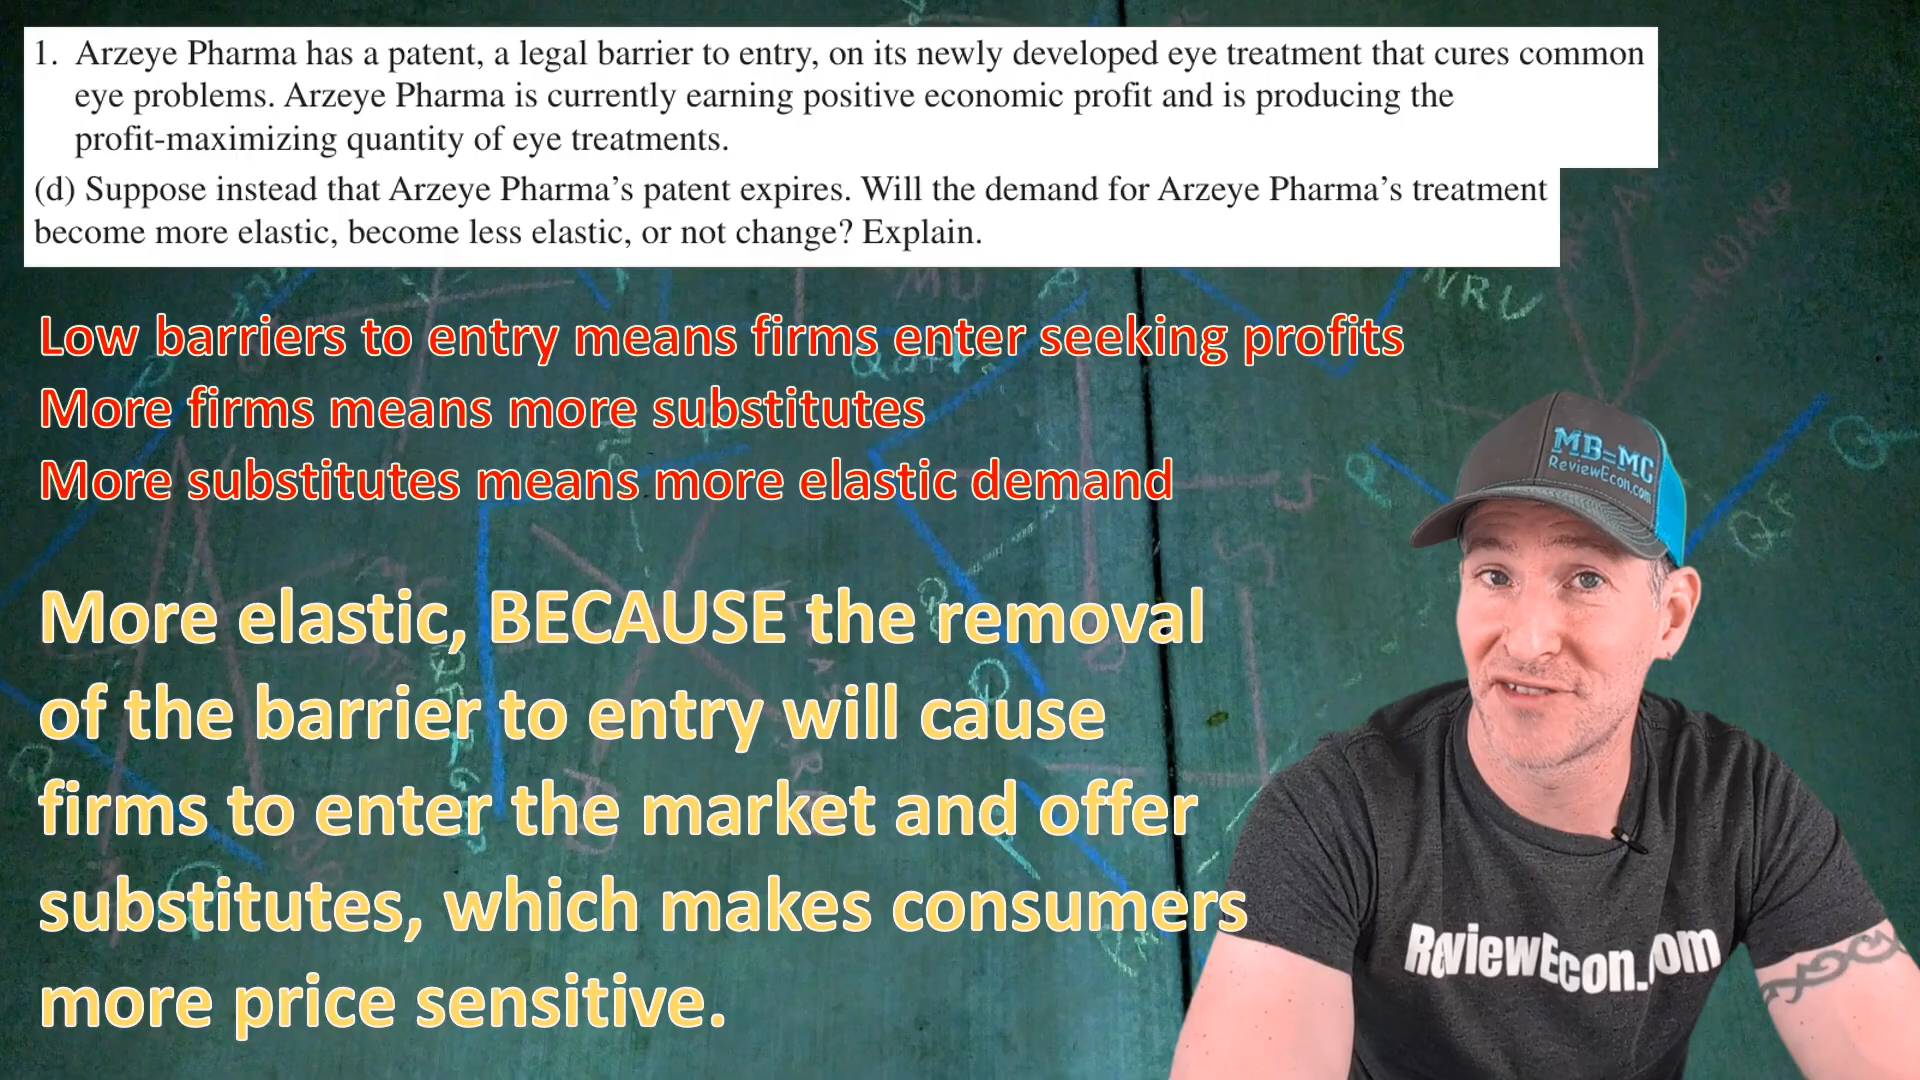 1. Arzeye Pharma has a patent, a legal barrier to entry, on its newly developed eye treatment that cures common
eye problems. Arzeye Pharma is currently earning positive economic profit and is producing the
profit-maximizing quantity of eye treatments.
(d) Suppose instead that Arzeye Pharma's patent expires. Will the demand for Arzeye Pharma's treatment
become more elastic, become less elastic, or not change? Explain.
NRU
Low barriers to entry means firms enter seeking profits
More firms means more substitutes
More substitutes means more elastic demand
MB=MC
ReviewEcon.com
More elastic, BECAUSE the removal
of the barrier to entry will cause
firms to enter the market and offer
substitutes, which makes consumers
more price sensitive.
ReviewEcon.com